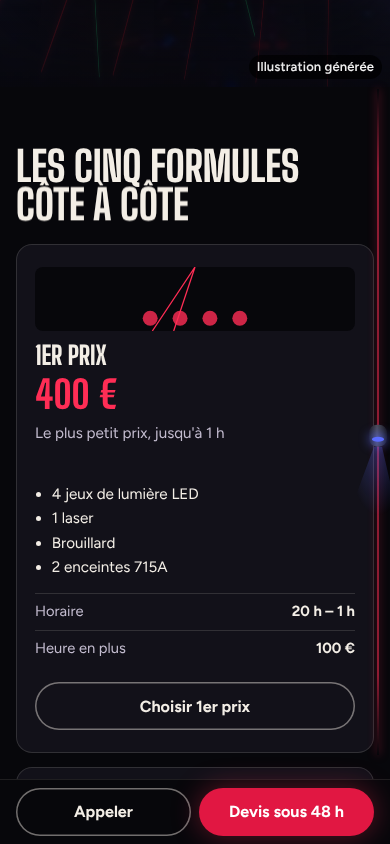 Illustration générée
LES CINQ FORMULES
CÔTE À CÔTE
1ER PRIX
400 €
Le plus petit prix, jusqu'à 1 h
• 4 jeux de lumière LED
• 1 laser
• Brouillard
• 2 enceintes 715A
Horaire 20 h – 1 h
Heure en plus 100 €
Choisir 1er prix
Appeler Devis sous 48 h